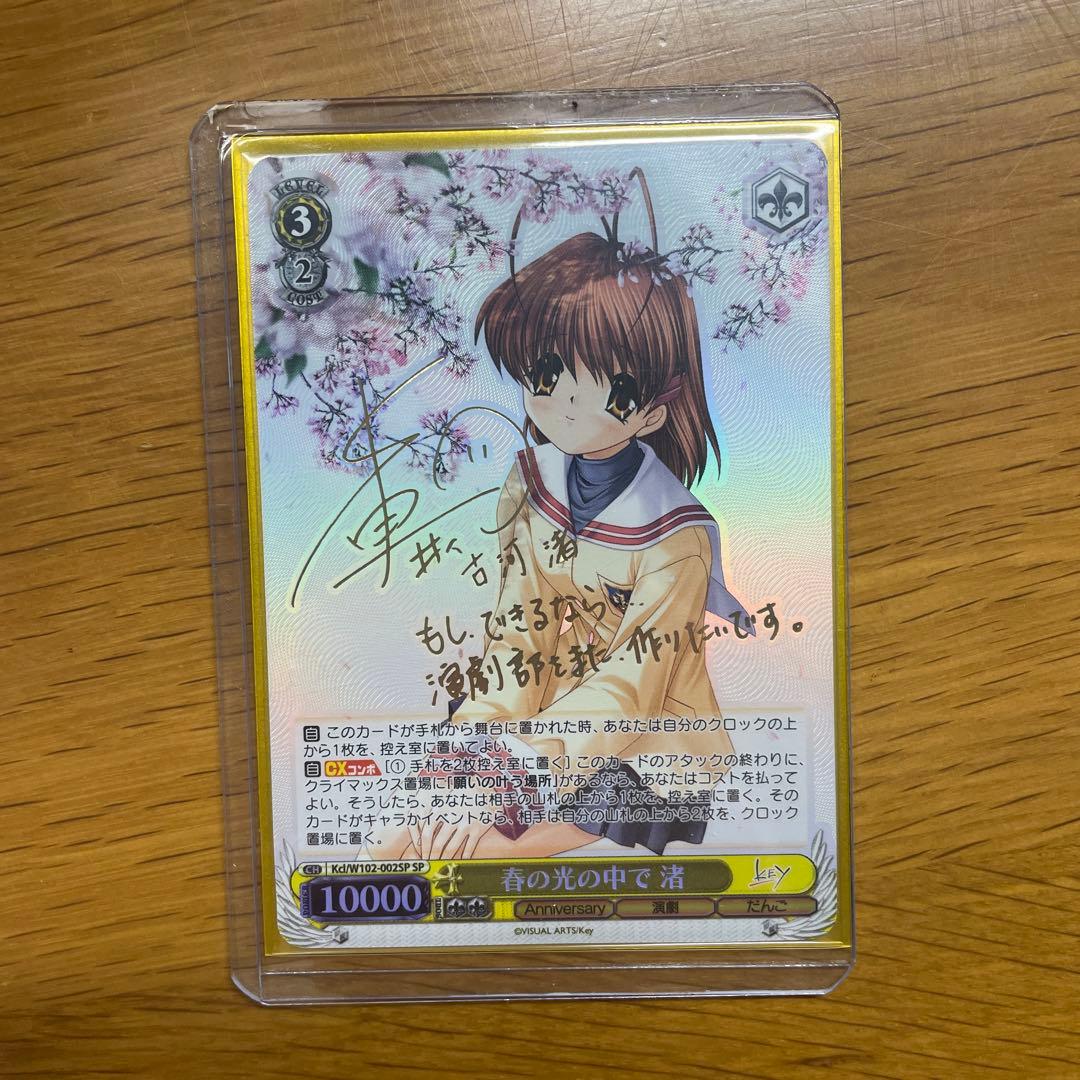 LEVEL
3
2
COST
古河 渚
もし、できるなら…
演劇部をまた、作りたいです。
自 このカードが手札から舞台に置かれた時、あなたは自分のクロックの上
から1枚を、控え室に置いてよい。
自 CXコンボ [① 手札を2枚控え室に置く] このカードのアタックの終わりに、
クライマックス置場に「願いの叶う場所」があるなら、あなたはコストを払って
よい。そうしたら、あなたは相手の山札の上から1枚を、控え室に置く。その
カードがキャラかイベントなら、相手は自分の山札の上から2枚を、クロック
置場に置く。
CH Kcl/W102-002SP SP
春の光の中で 渚
KEY
POWER 10000 SOUL
Anniversary 演劇 だんご
©VISUAL ARTS/Key